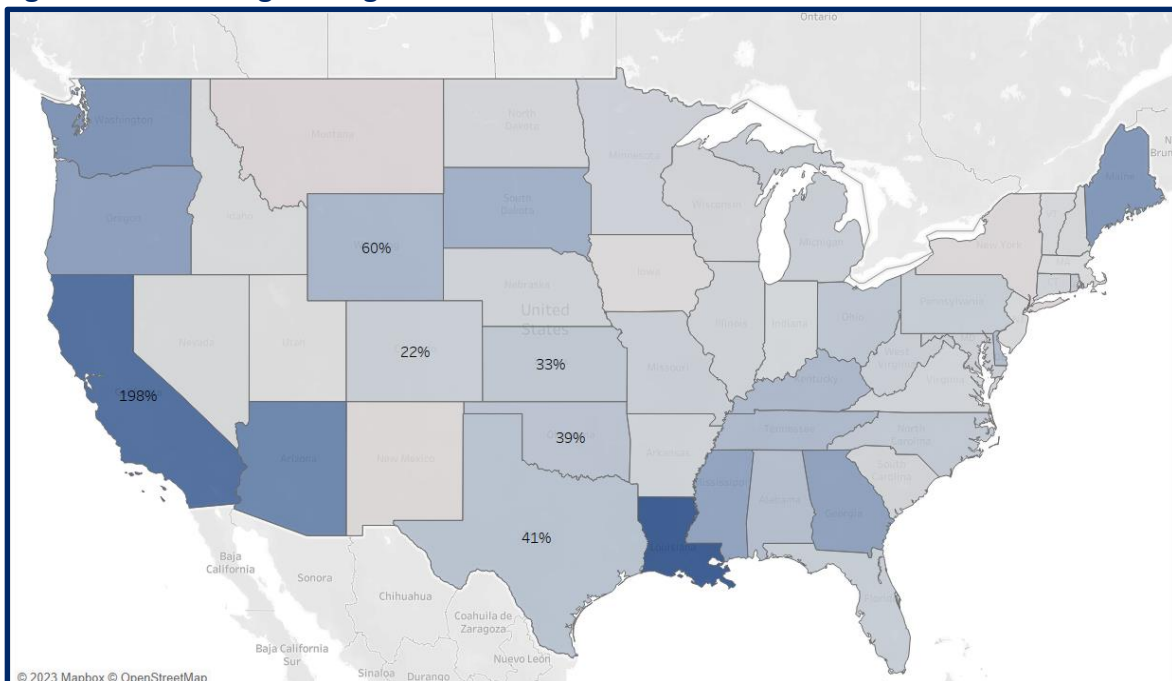 Ontario
Washington
Montana
North
Dakota
Minnesota
Maine
Oregon
Idaho
South
Dakota
Wisconsin
Michigan
New York
VT
MA
60%
Iowa
Nebraska
United
States
Pennsylvania
Nevada
Utah
22%
33%
Illinois
Indiana
Ohio
West
Virginia
Virginia
198%
Missouri
Kentucky
Arizona
New Mexico
39%
Arkansas
Tennessee
North
Carolina
South
Carolina
41%
Mississippi
Alabama
Georgia
Louisiana
Florida
Baja
California
Sonora
Chihuahua
Coahuila de
Zaragoza
Baja California
Sur
Sinaloa
Durango
Nuevo León
© 2023 Mapbox © OpenStreetMap